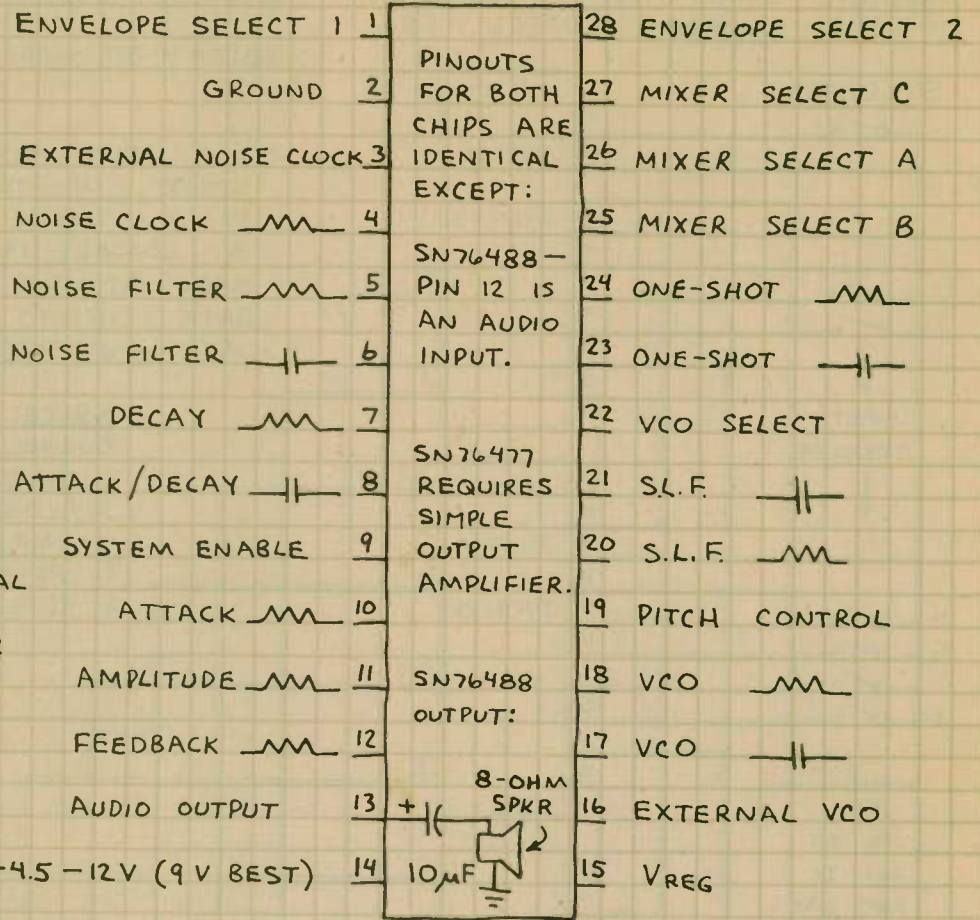 ENVELOPE SELECT 1 1
GROUND 2
EXTERNAL NOISE CLOCK 3
NOISE CLOCK 4
NOISE FILTER 5
NOISE FILTER 6
DECAY 7
ATTACK/DECAY 8
SYSTEM ENABLE 9
AL
ATTACK 10
AMPLITUDE 11
FEEDBACK 12
AUDIO OUTPUT 13
4.5 – 12V (9 V BEST) 14
PINOUTS
FOR BOTH
CHIPS ARE
IDENTICAL
EXCEPT:
SN76488 –
PIN 12 IS
AN AUDIO
INPUT.
SN76477
REQUIRES
SIMPLE
OUTPUT
AMPLIFIER.
SN76488
OUTPUT:
8-OHM
SPKR
+
10µF
28 ENVELOPE SELECT 2
27 MIXER SELECT C
26 MIXER SELECT A
25 MIXER SELECT B
24 ONE-SHOT
23 ONE-SHOT
22 VCO SELECT
21 S.L.F.
20 S.L.F.
19 PITCH CONTROL
18 VCO
17 VCO
16 EXTERNAL VCO
15 VREG